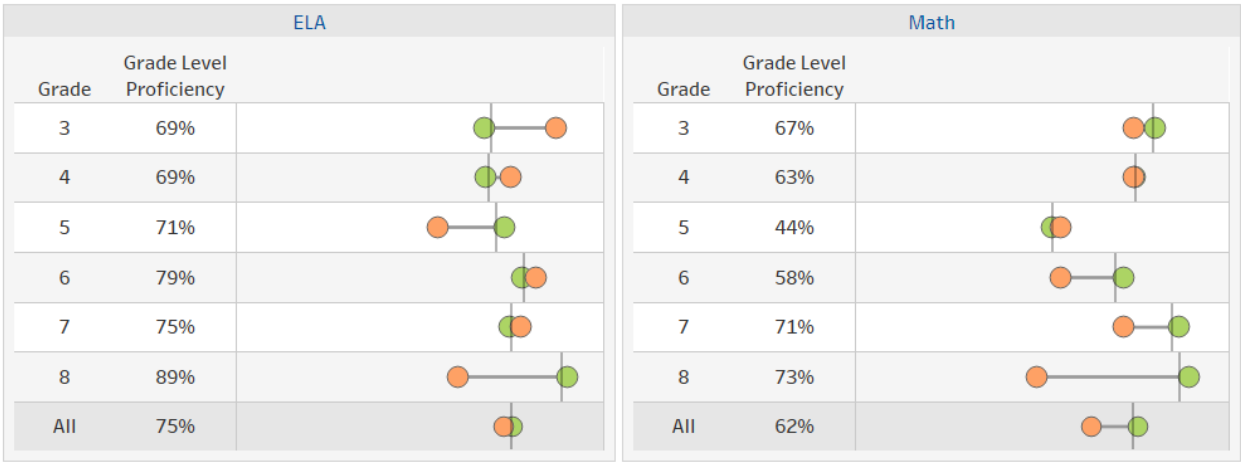 ELA
Grade Grade Level Proficiency
3 69%
4 69%
5 71%
6 79%
7 75%
8 89%
All 75%
Math
Grade Grade Level Proficiency
3 67%
4 63%
5 44%
6 58%
7 71%
8 73%
All 62%